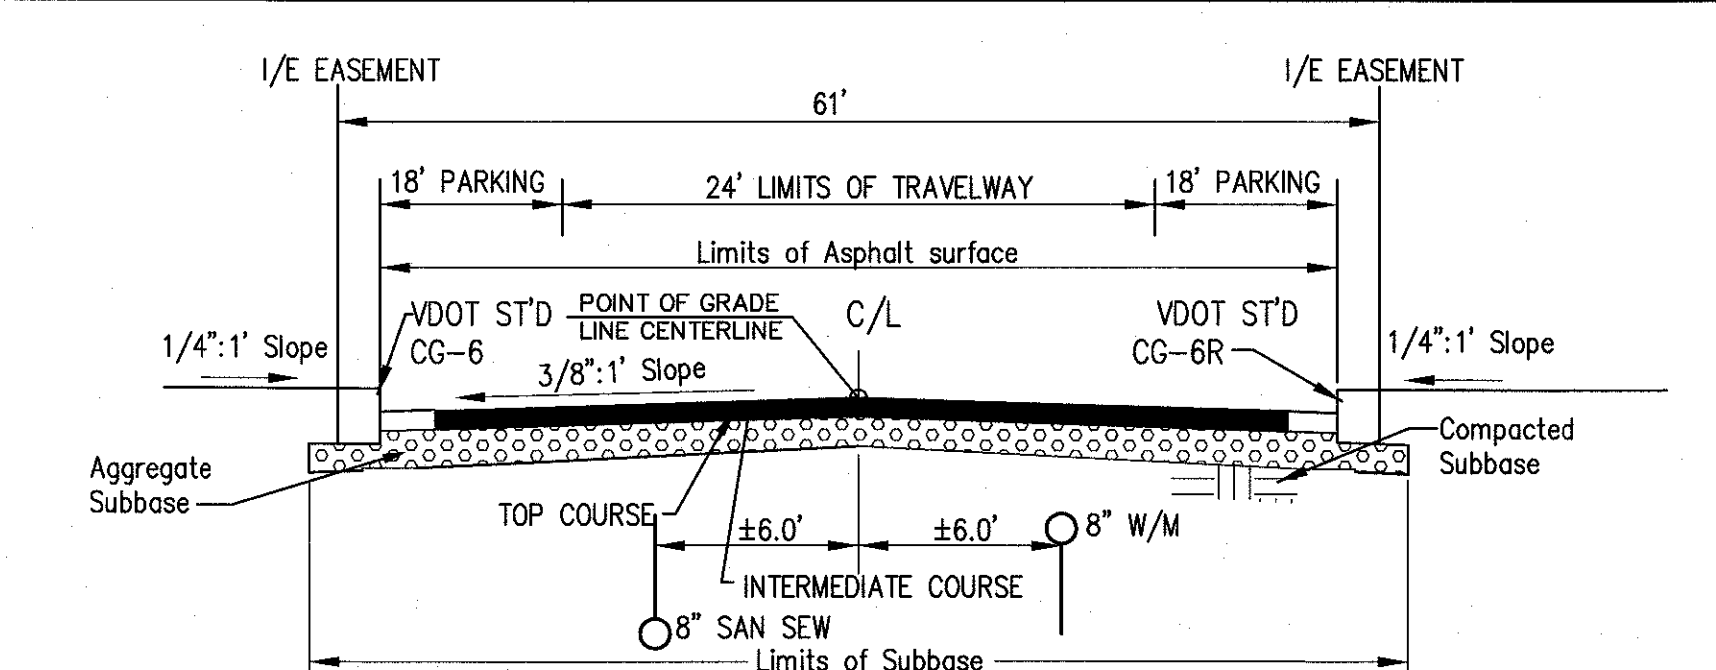 I/E EASEMENT
I/E EASEMENT
61'
18' PARKING
24' LIMITS OF TRAVELWAY
18' PARKING
Limits of Asphalt surface
VDOT ST'D
CG-6
POINT OF GRADE
LINE CENTERLINE
C/L
VDOT ST'D
CG-6R
1/4":1' Slope
3/8":1' Slope
1/4":1' Slope
Aggregate
Subbase
Compacted
Subbase
TOP COURSE
±6.0'
±6.0'
8" W/M
INTERMEDIATE COURSE
8" SAN SEW
Limits of Subbase